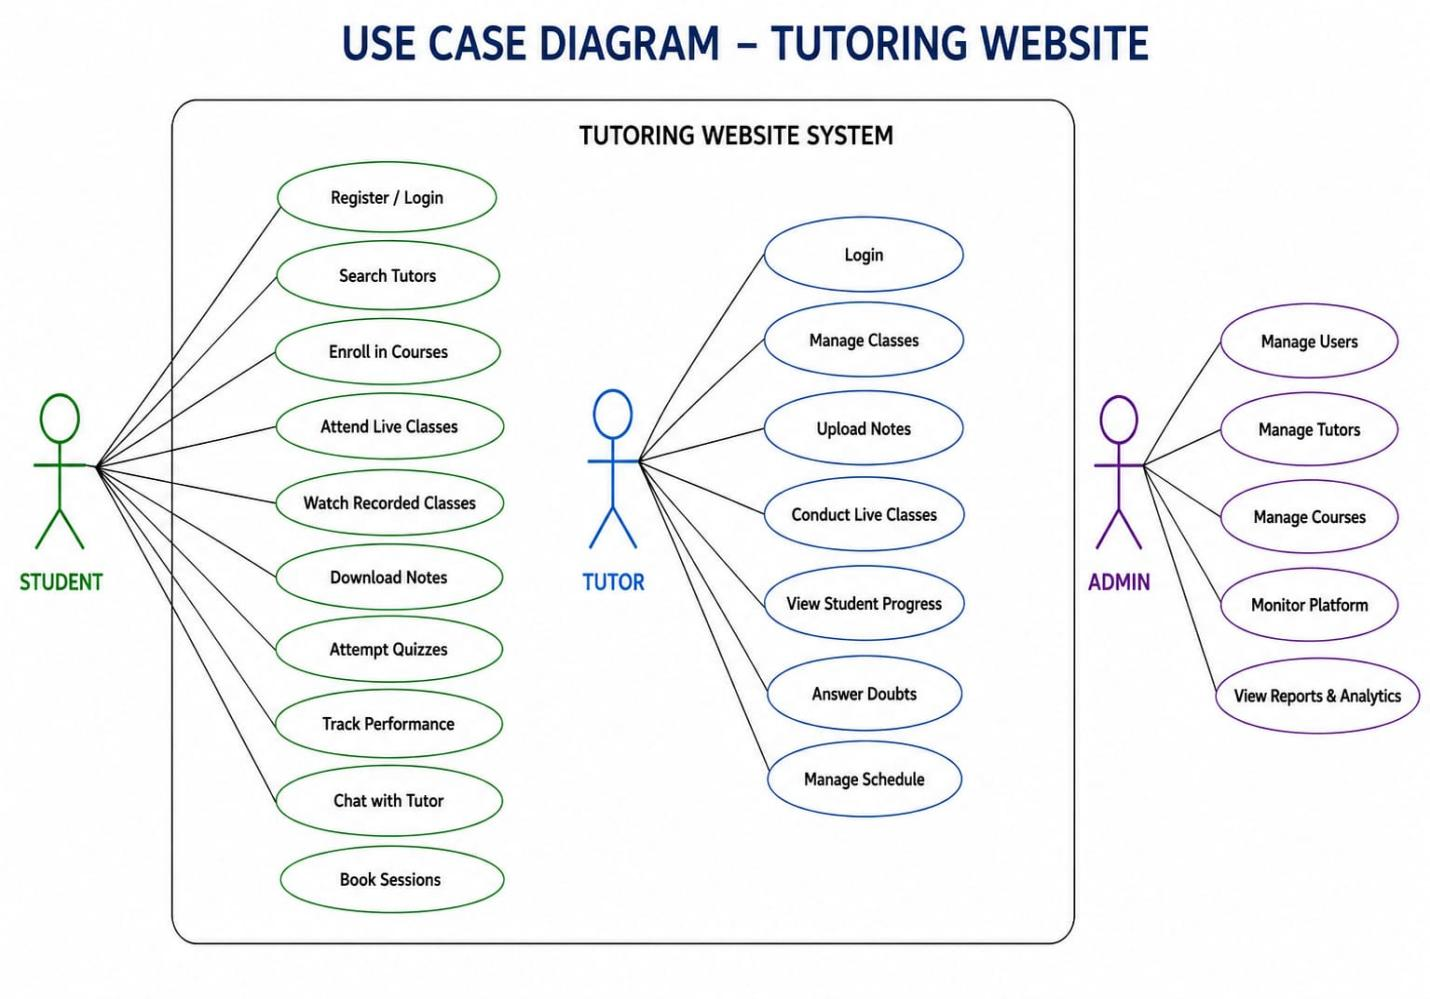 USE CASE DIAGRAM – TUTORING WEBSITE
TUTORING WEBSITE SYSTEM
STUDENT
Register / Login
Search Tutors
Enroll in Courses
Attend Live Classes
Watch Recorded Classes
Download Notes
Attempt Quizzes
Track Performance
Chat with Tutor
Book Sessions
TUTOR
Login
Manage Classes
Upload Notes
Conduct Live Classes
View Student Progress
Answer Doubts
Manage Schedule
ADMIN
Manage Users
Manage Tutors
Manage Courses
Monitor Platform
View Reports & Analytics